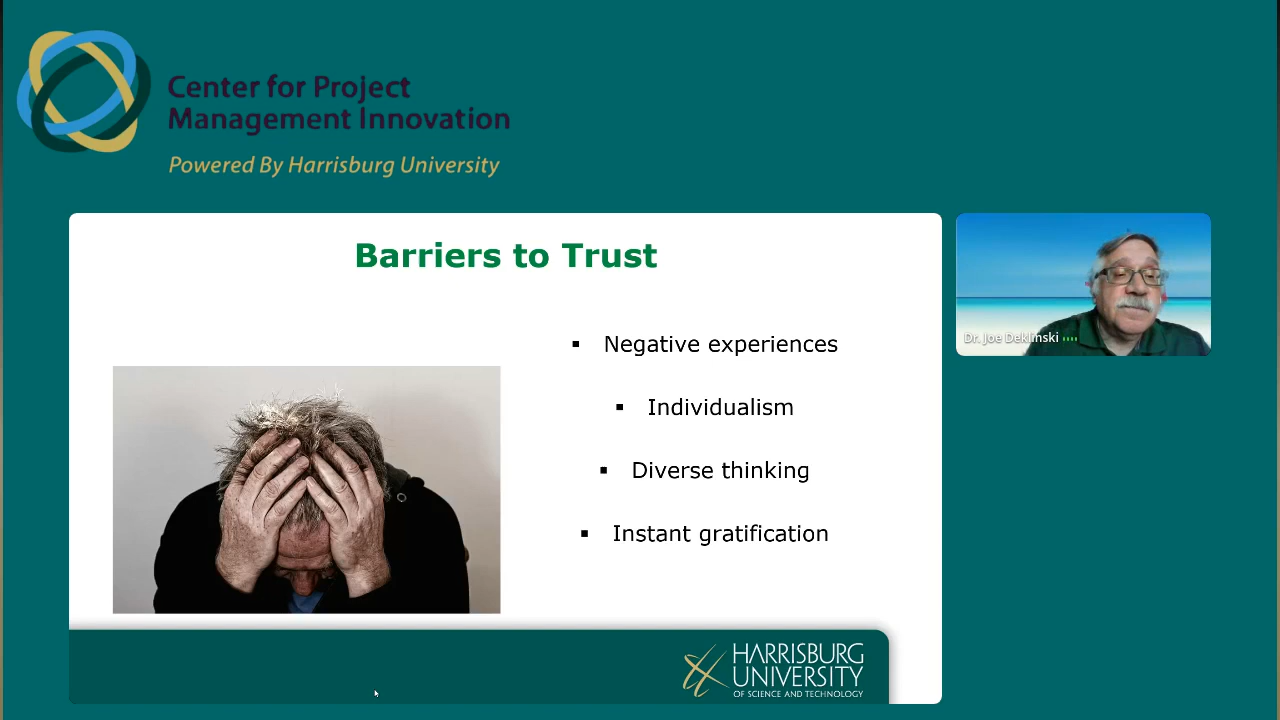 Center for Project
Management Innovation
Powered By Harrisburg University
Barriers to Trust
▪ Negative experiences
▪ Individualism
▪ Diverse thinking
▪ Instant gratification
Dr. Joe Deklinski
HARRISBURG
UNIVERSITY
OF SCIENCE AND TECHNOLOGY